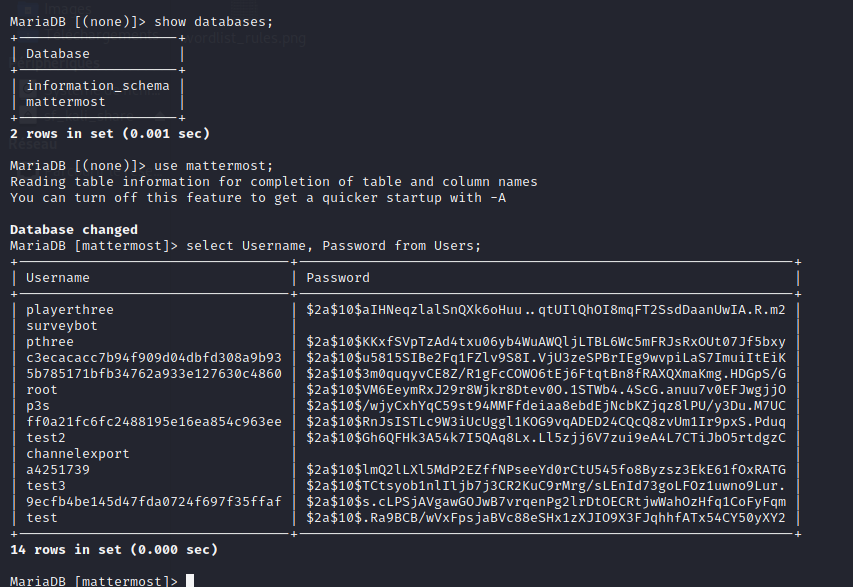 MariaDB [(none)]> show databases;
+--------------------+
| Database           |
+--------------------+
| information_schema |
| mattermost         |
+--------------------+
2 rows in set (0.001 sec)
MariaDB [(none)]> use mattermost;
Reading table information for completion of table and column names
You can turn off this feature to get a quicker startup with -A
Database changed
MariaDB [mattermost]> select Username, Password from Users;
+----------------------------------+--------------------------------------------------------------+
| Username                         | Password                                                     |
+----------------------------------+--------------------------------------------------------------+
| playerthree                      | $2a$10$aIHNeqzlalSnQXk6oHuu..qtUIlQhOI8mqFT2SsdDaanUwIA.R.m2 |
| surveybot                        |                                                              |
| pthree                           | $2a$10$KKxfSVpTzAd4txu06yb4WuAWQljLTBL6Wc5mFRJsRxOUt07Jf5bxy |
| c3ecacacc7b94f909d04dbfd308a9b93 | $2a$10$u5815SIBe2Fq1FZlv9S8I.VjU3zeSPBrIEg9wvpiLaS7ImuiItEiK |
| 5b785171bfb34762a933e127630c4860 | $2a$10$3m0quqyvCE8Z/R1gFcCOWO6tEj6FtqtBn8fRAXQXmaKmg.HDGpS/G |
| root                             | $2a$10$VM6EeymRxJ29r8Wjkr8Dtev0O.1STWb4.4ScG.anuu7v0EFJwgjjO |
| p3s                              | $2a$10$/wjyCxhYqC59st94MMFfdeiaa8ebdEjNcbKZjqz8lPU/y3Du.M7UC |
| ff0a21fc6fc2488195e16ea854c963ee | $2a$10$RnJsISTLc9W3iUcUggl1KOG9vqADED24CQcQ8zvUm1Ir9pxS.Pduq |
| test2                            | $2a$10$Gh6QFHk3A54k7I5QAq8Lx.Ll5zjj6V7zui9eA4L7CTiJbO5rtdgzC |
| channelexport                    |                                                              |
| a4251739                         | $2a$10$lmQ2lLXl5MdP2EZffNPseeYd0rCtU545fo8Byzsz3EkE61fOxRATG |
| test3                            | $2a$10$TCtsyob1nlIljb7j3CR2KuC9rMrg/sLEnId73goLFOz1uwno9Lur. |
| 9ecfb4be145d47fda0724f697f35ffaf | $2a$10$s.cLPSjAVgawGOJwB7vrqenPg2lrDtOECRtjwWahOzHfq1CoFyFqm |
| test                             | $2a$10$.Ra9BCB/wVxFpsjaBVc88eSHx1zXJIO9X3FJqhhfATx54CY50yXY2 |
+----------------------------------+--------------------------------------------------------------+
14 rows in set (0.000 sec)
MariaDB [mattermost]>